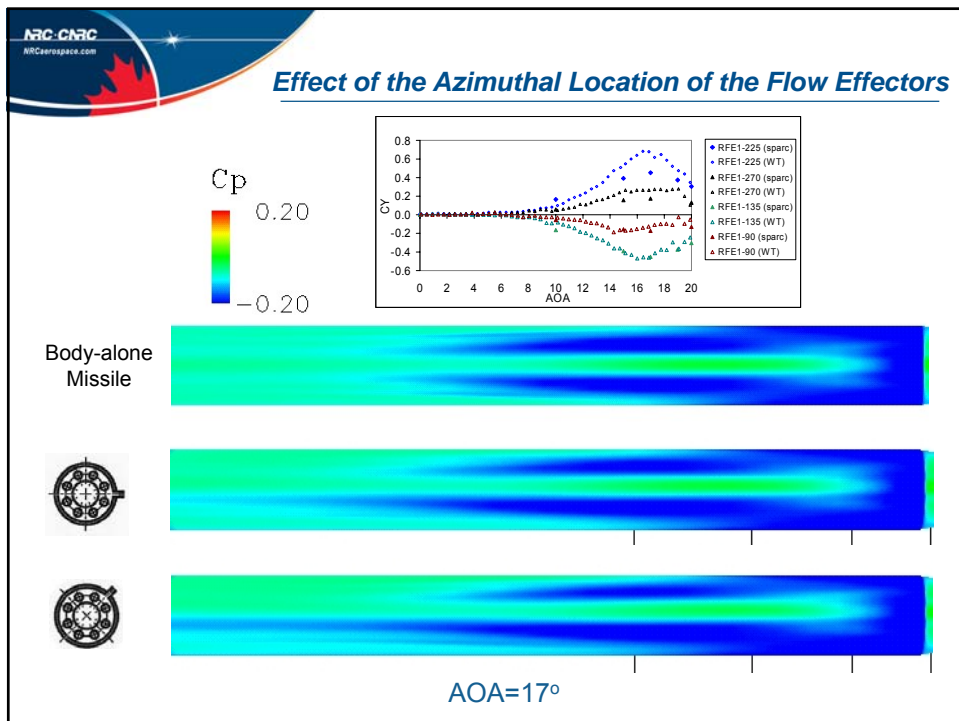 NRC·CNRC
NRCaerospace.com
Effect of the Azimuthal Location of the Flow Effectors
Cp
0.20
−0.20
0.8
0.6
0.4
0.2
0.0
-0.2
-0.4
-0.6
CY
0 2 4 6 8 10 12 14 16 18 20
AOA
RFE1-225 (sparc)
RFE1-225 (WT)
RFE1-270 (sparc)
RFE1-270 (WT)
RFE1-135 (sparc)
RFE1-135 (WT)
RFE1-90 (sparc)
RFE1-90 (WT)
Body-alone
Missile
AOA=17º